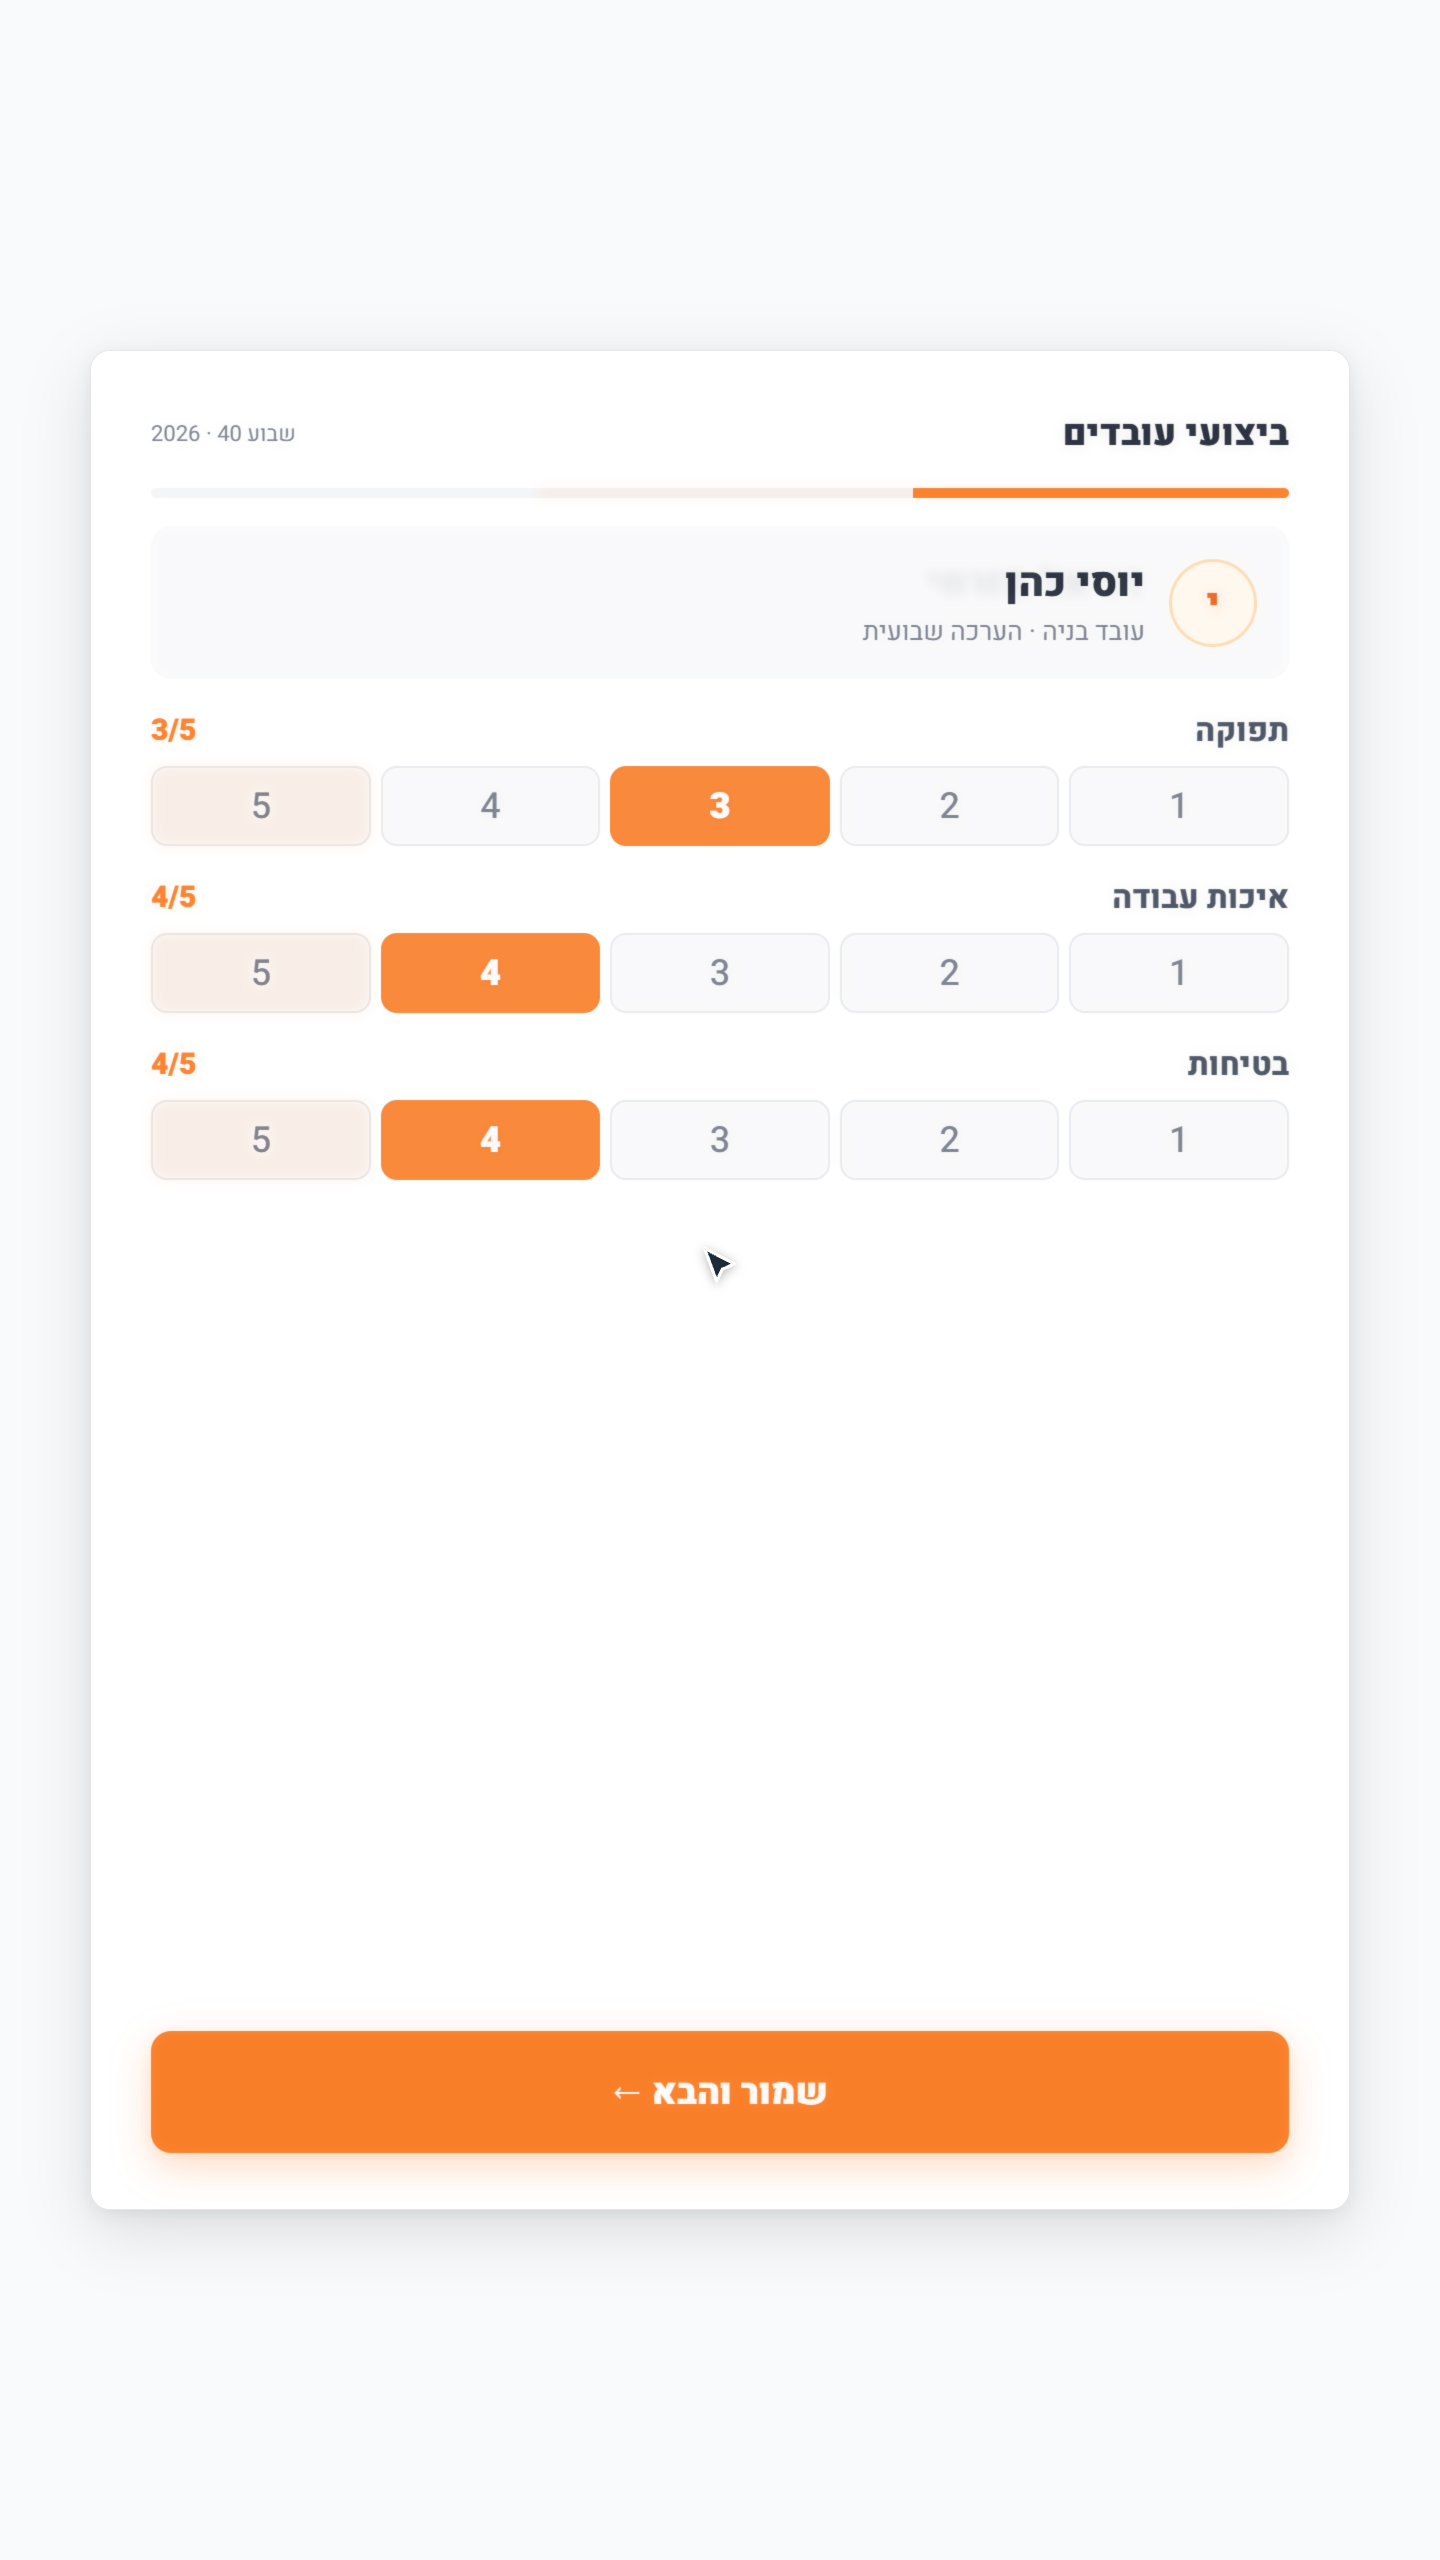 ביצועי עובדים
שבוע 40 · 2026
י
יוסי כהן
עובד בניה · הערכה שבועית
תפוקה 3/5
1 2 3 4 5
איכות עבודה 4/5
1 2 3 4 5
בטיחות 4/5
1 2 3 4 5
שמור והבא ←